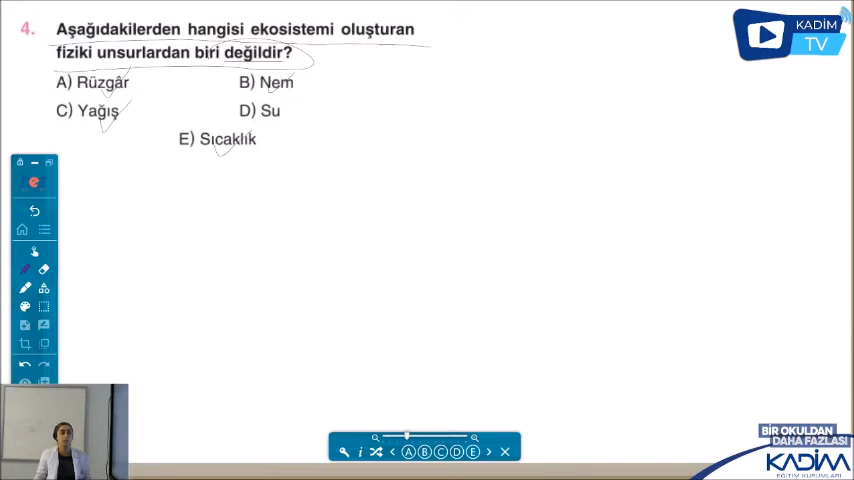 4. Aşağıdakilerden hangisi ekosistemi oluşturan
fiziki unsurlardan biri değildir?
A) Rüzgâr B) Nem
C) Yağış D) Su
E) Sıcaklık
KADİM
TV
A B C D E
BİR OKULDAN
DAHA FAZLASI
KADİM
EĞİTİM KURUMLARI